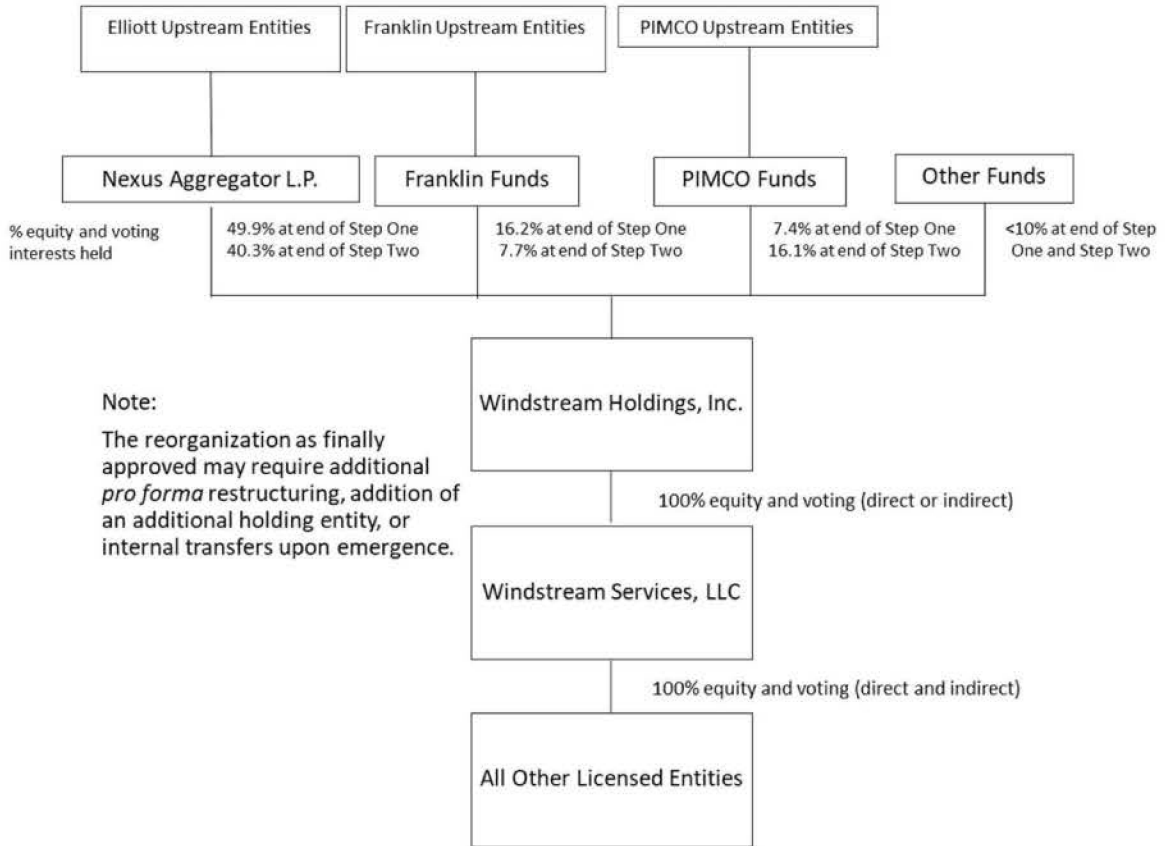 Elliott Upstream Entities
Franklin Upstream Entities
PIMCO Upstream Entities
Nexus Aggregator L.P.
Franklin Funds
PIMCO Funds
Other Funds
% equity and voting
interests held
49.9% at end of Step One
40.3% at end of Step Two
16.2% at end of Step One
7.7% at end of Step Two
7.4% at end of Step One
16.1% at end of Step Two
<10% at end of Step
One and Step Two
Windstream Holdings, Inc.
Note:
The reorganization as finally
approved may require additional
pro forma restructuring, addition of
an additional holding entity, or
internal transfers upon emergence.
100% equity and voting (direct or indirect)
Windstream Services, LLC
100% equity and voting (direct and indirect)
All Other Licensed Entities